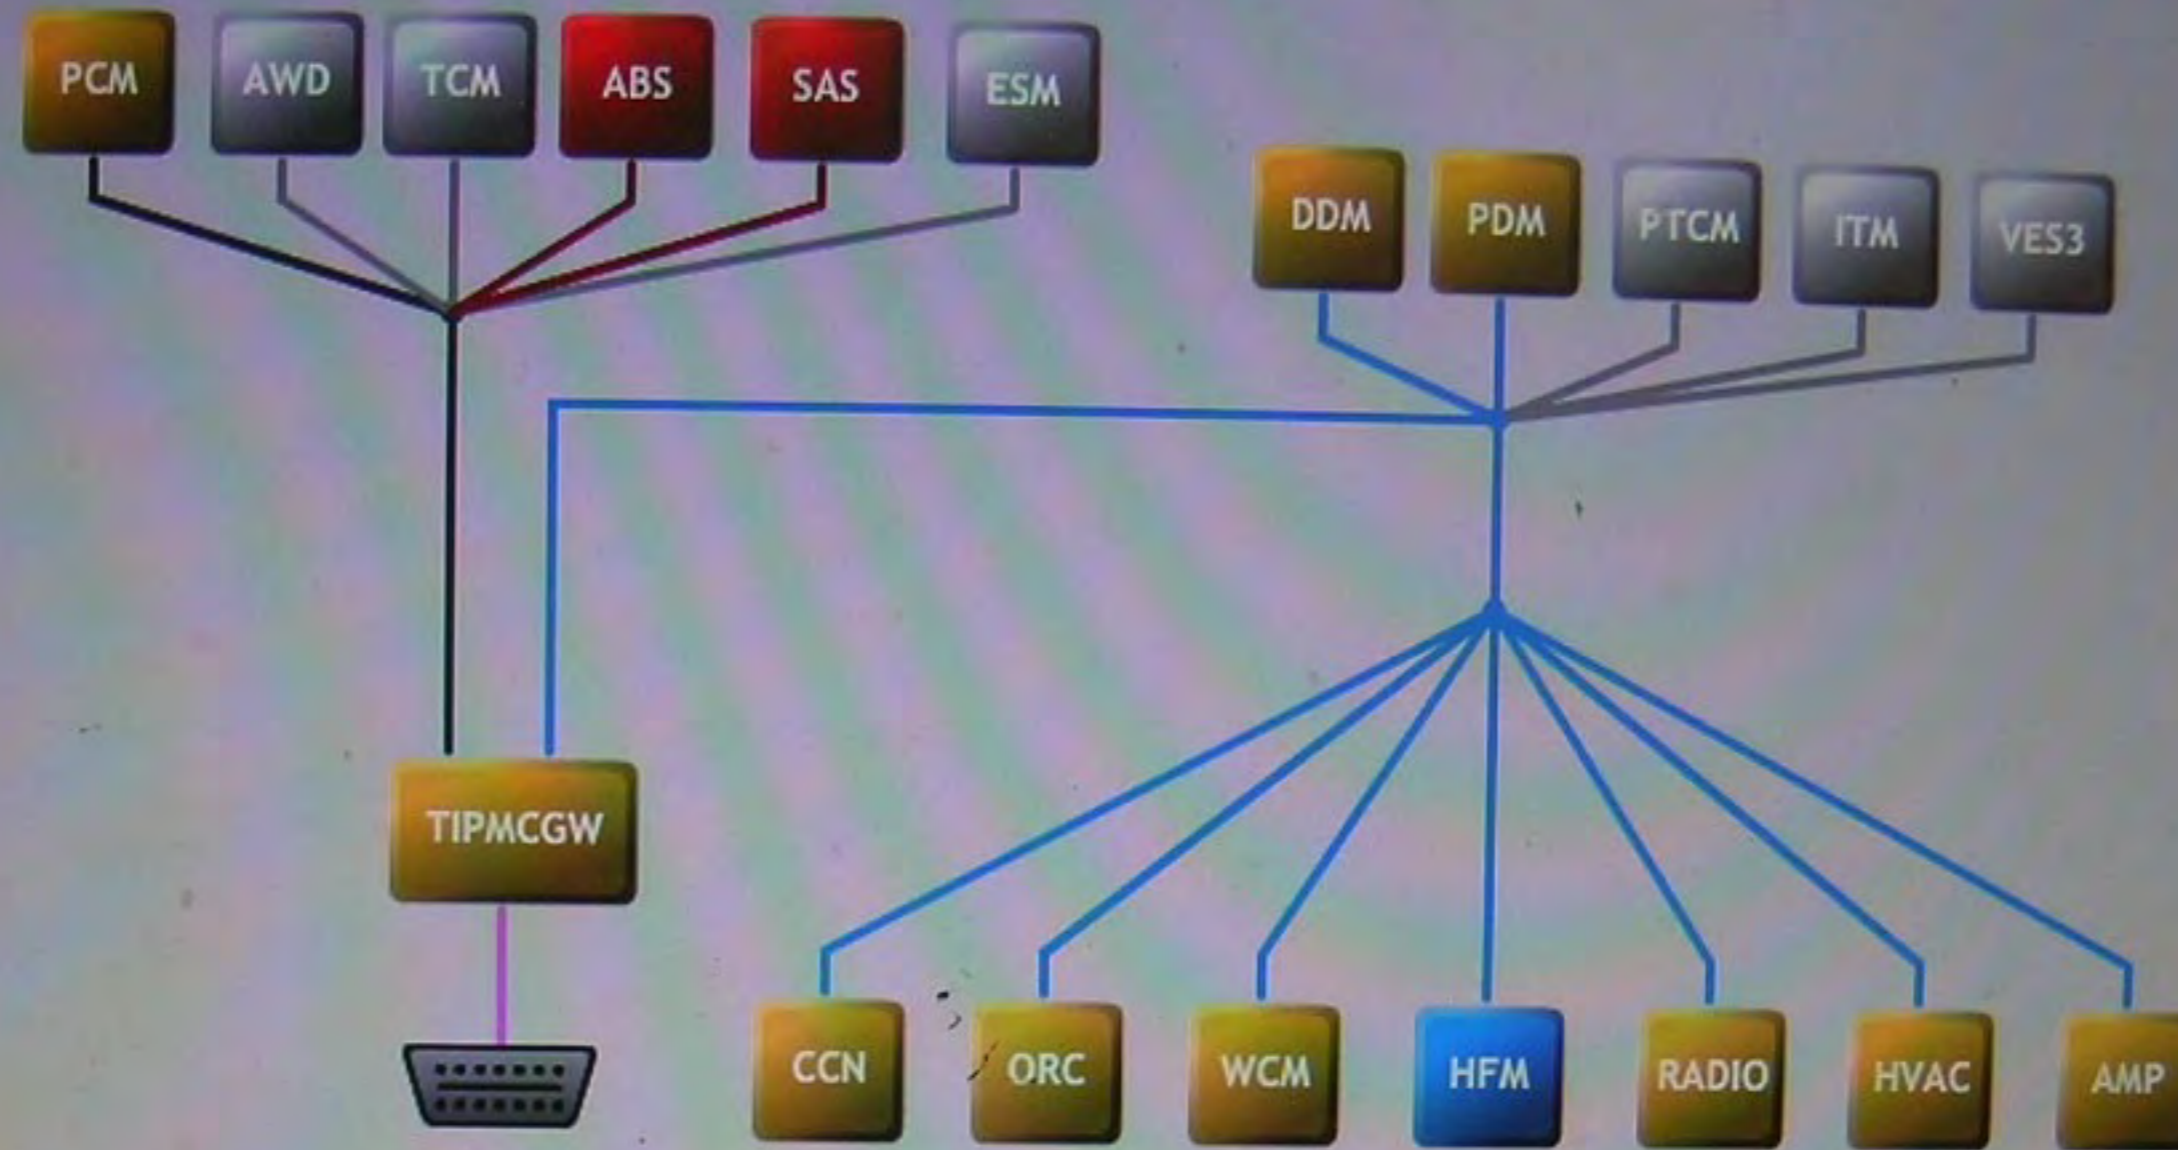 PCM
AWD
TCM
ABS
SAS
ESM
DDM
PDM
PTCM
ITM
VES3
TIPMCGW
CCN
ORC
WCM
HFM
RADIO
HVAC
AMP